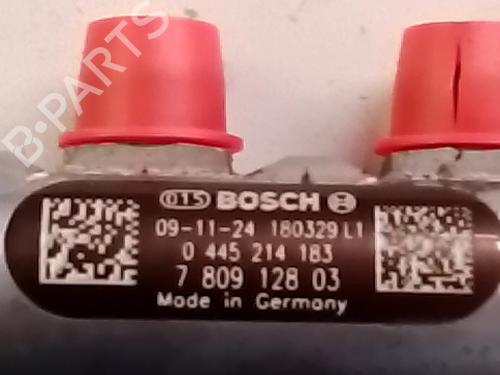 B-PARTS
015 BOSCH
09-11-24 180329 L1
0 445 214 183
7 809 128 03
Made in Germany